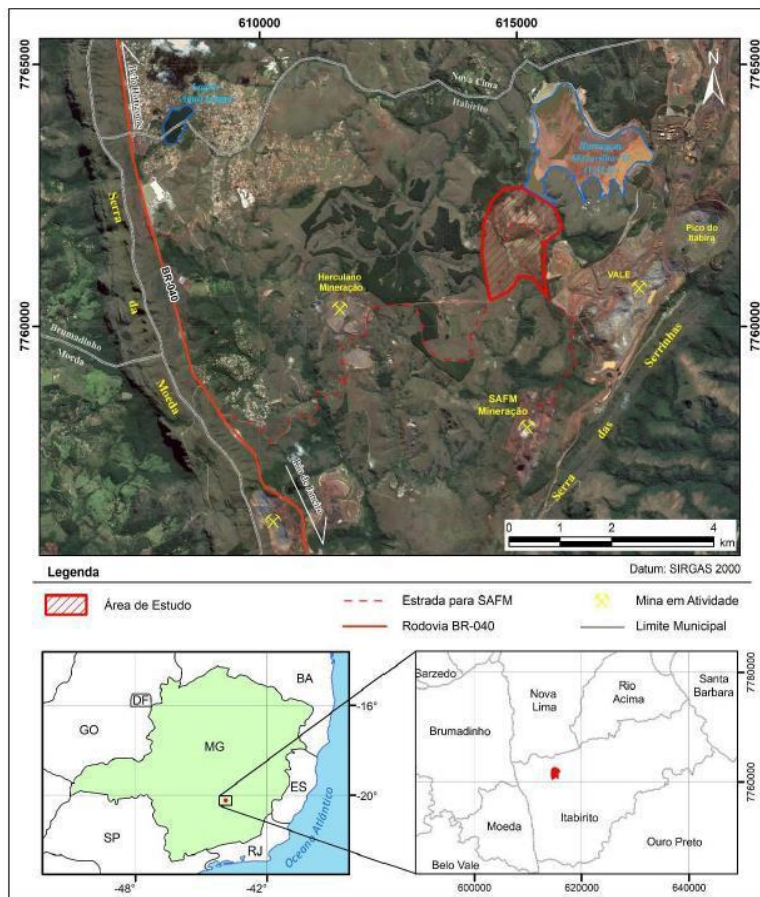 610000
615000
7765000
7765000
Nova Lima
Itabirito
Serra
da
Moeda
BR-040
Brumadinho
Moeda
Herculano
Mineração
VALE
Pico do
Itabira
7760000
7760000
SAFM
Mineração
Serra
das
Serrinhas
0 1 2 4
km
Legenda
Datum: SIRGAS 2000
Área de Estudo
Estrada para SAFM
Mina em Atividade
Rodovia BR-040
Limite Municipal
BA
DF
GO
MG
ES
SP
RJ
Oceano Atlântico
-16°
-20°
-48°
-42°
Sarzedo
Nova
Lima
Rio
Acima
Santa
Barbara
Brumadinho
Moeda
Itabirito
Ouro Preto
Belo Vale
7780000
7760000
600000
620000
640000